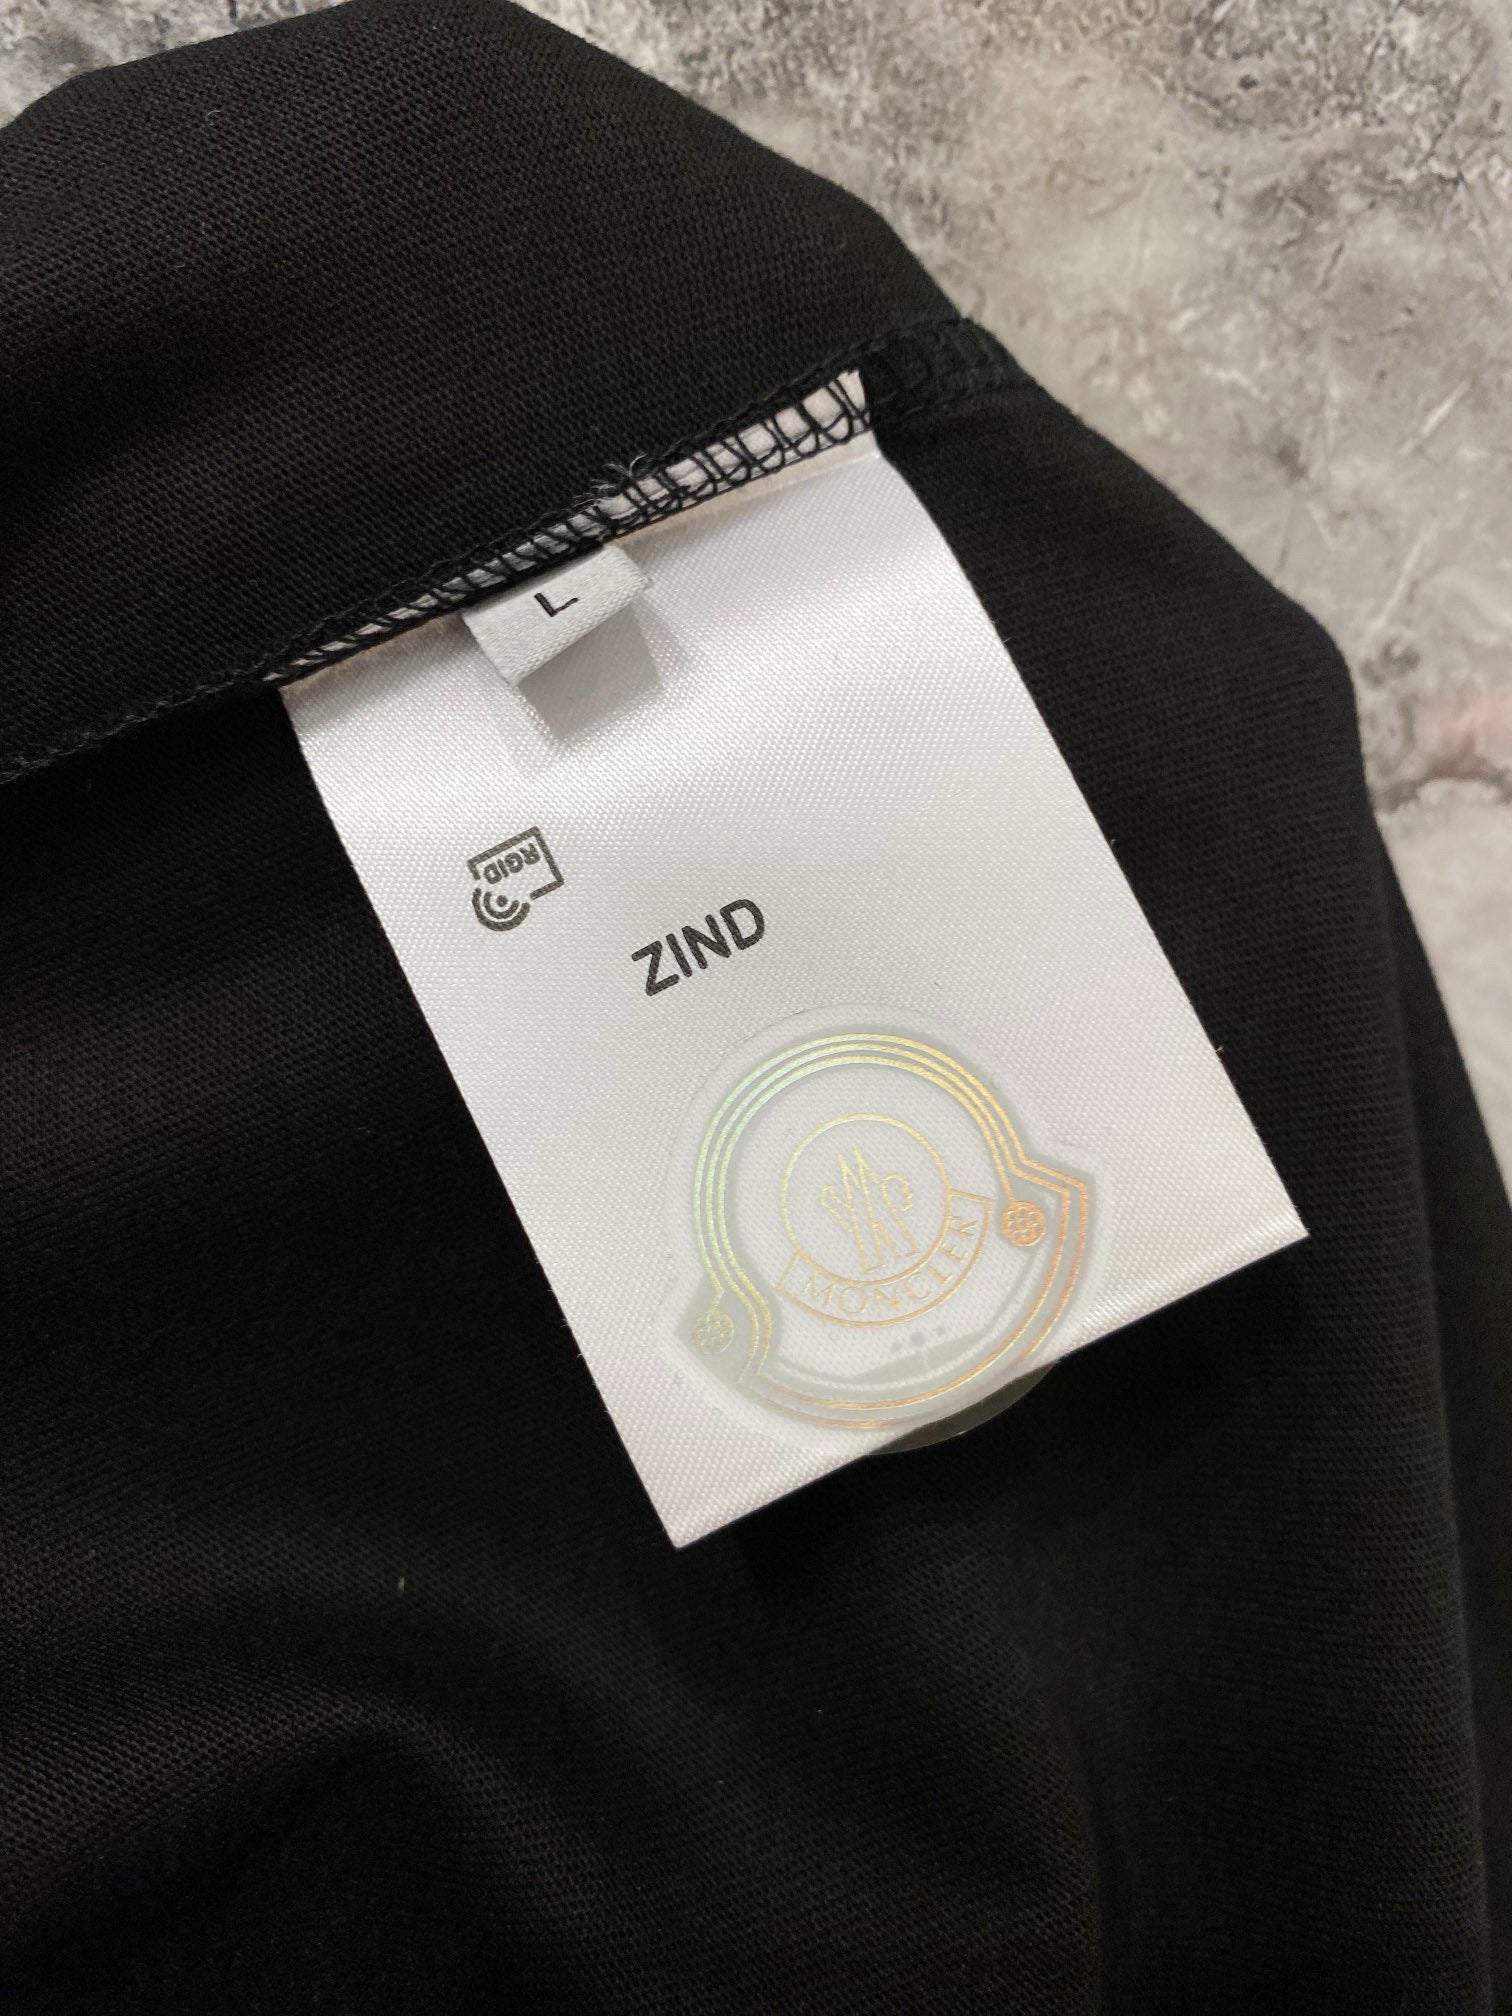 L
RGID
ZIND
MONCLER